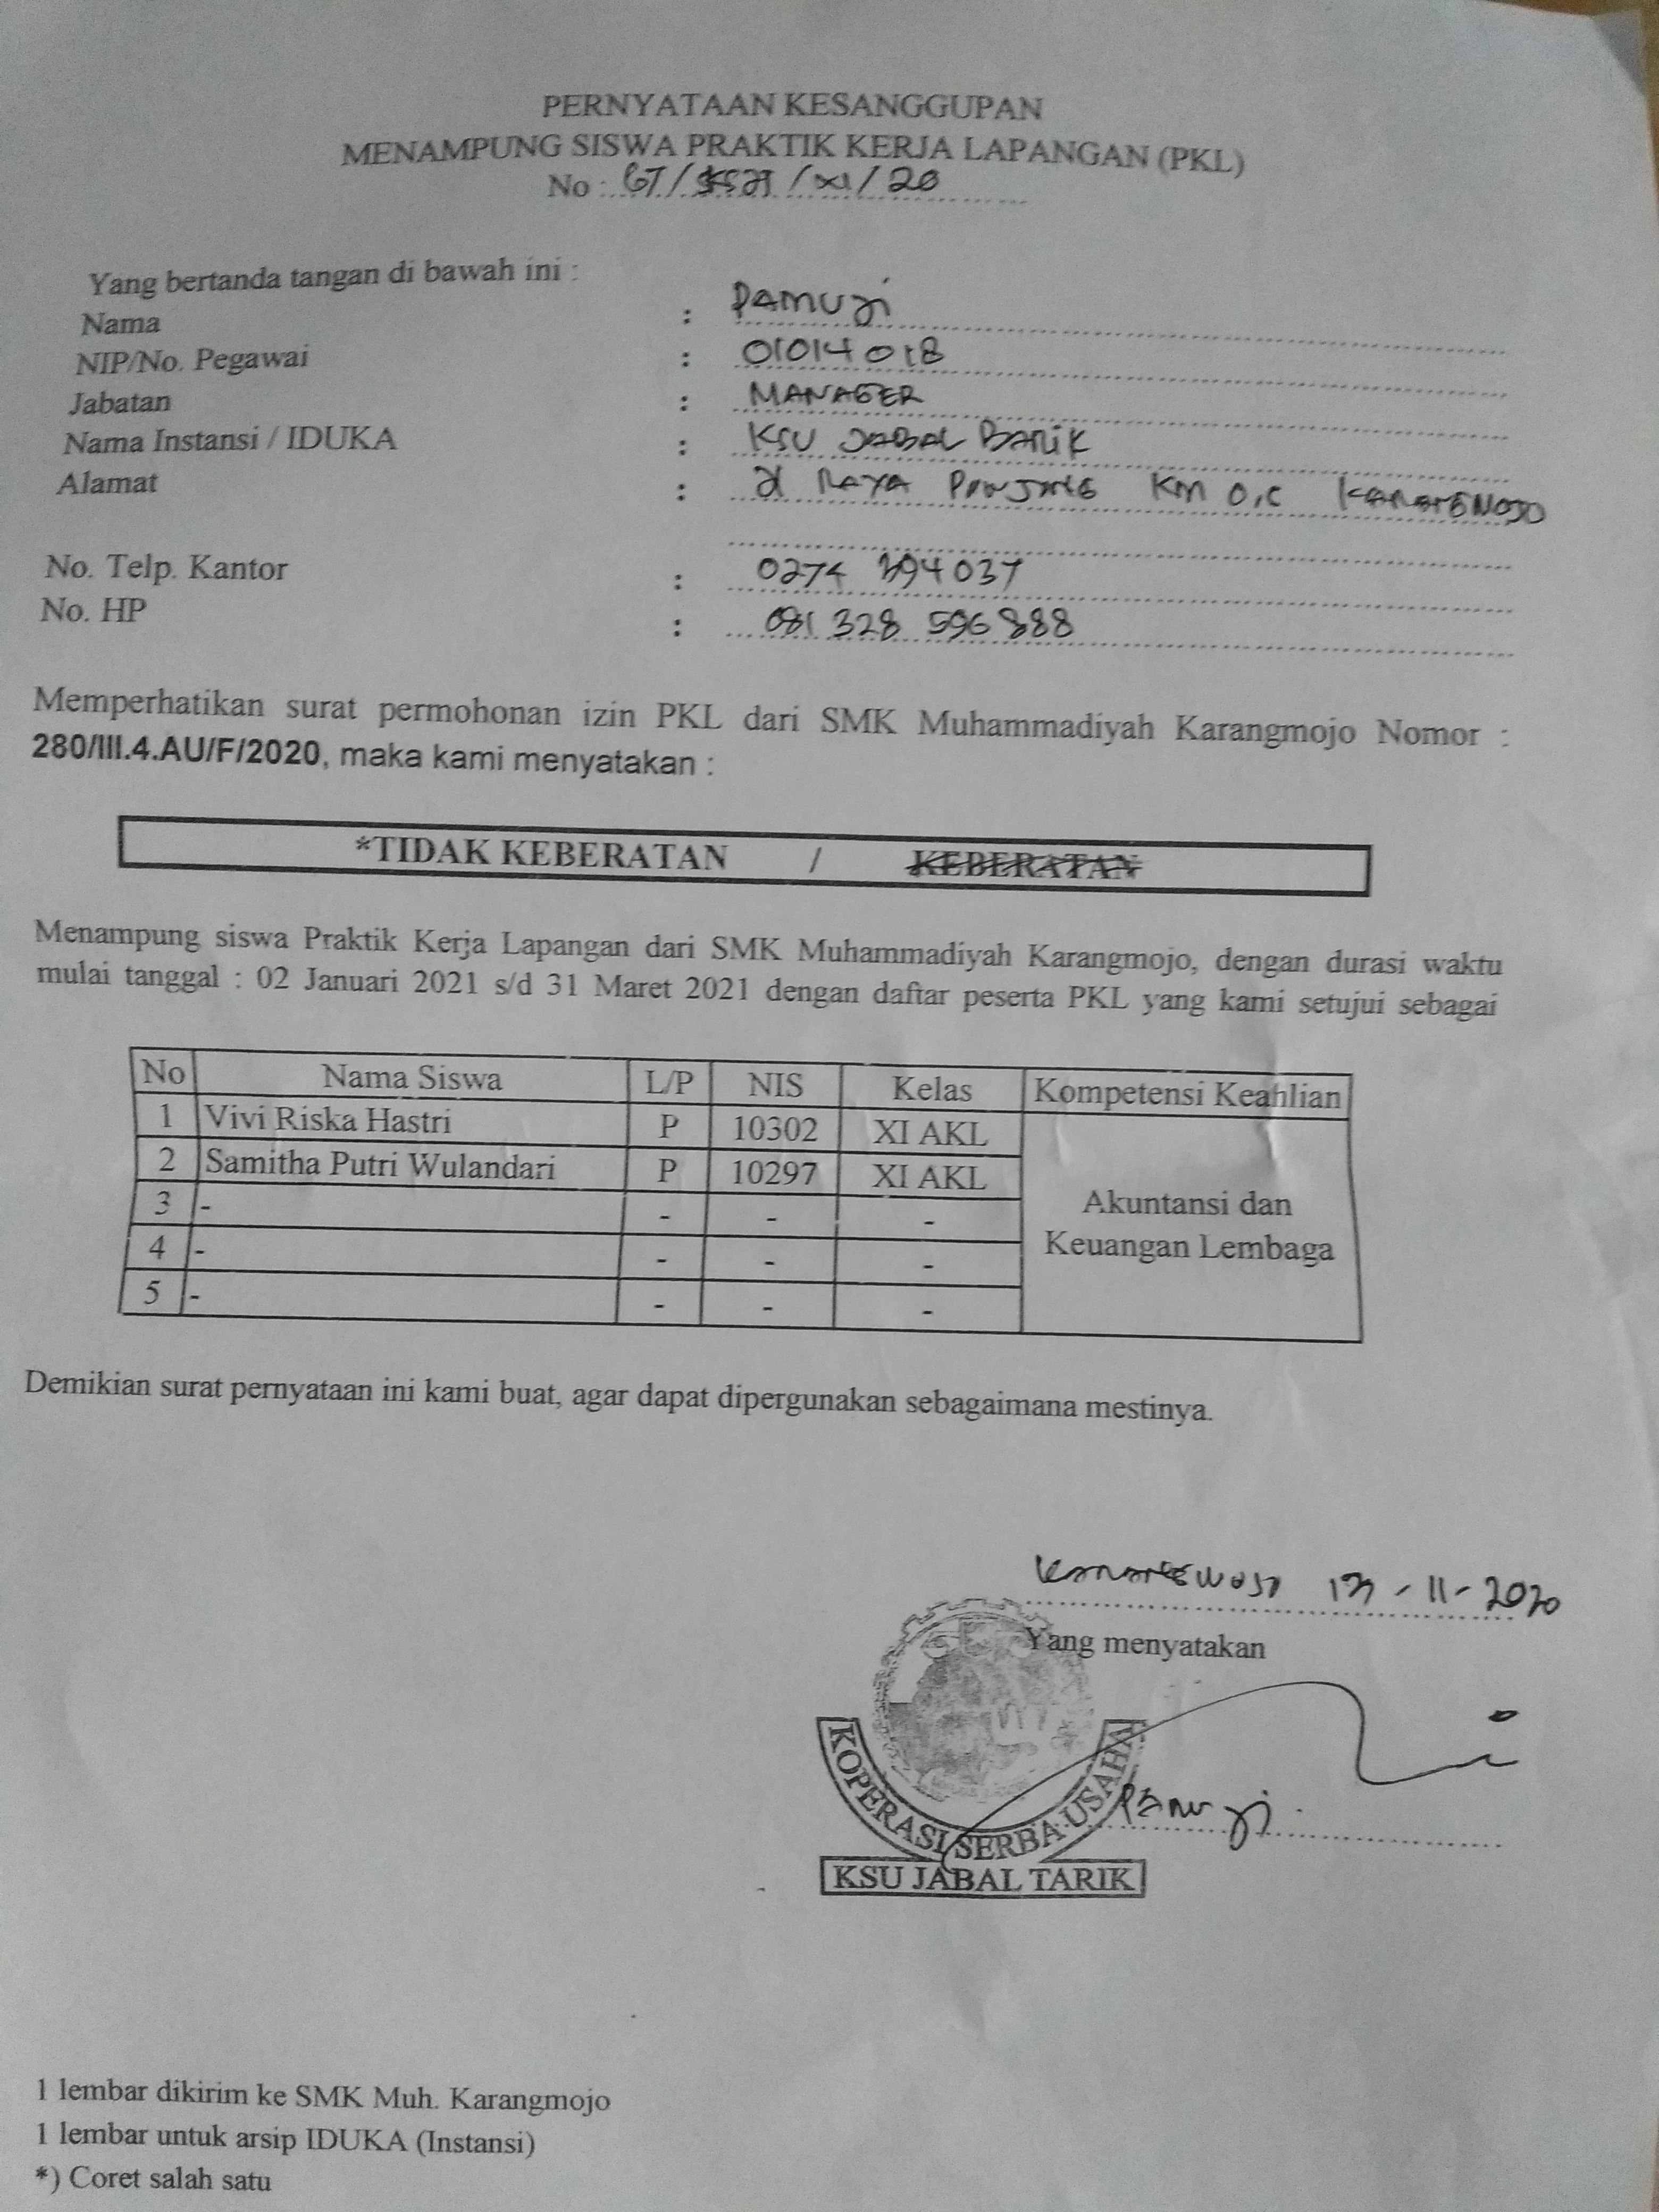 PERNYATAAN KESANGGUPAN
MENAMPUNG SISWA PRAKTIK KERJA LAPANGAN (PKL)
No : /XI/20
Yang bertanda tangan di bawah ini :
Nama : PAMUJI
NIP/No. Pegawai : 01014018
Jabatan : MANAGER
Nama Instansi / IDUKA : KSU JABAL TARIK
Alamat : Jl RAYA KM
No. Telp. Kantor : 0274 394037
No. HP : 081 328 596 888
Memperhatikan surat permohonan izin PKL dari SMK Muhammadiyah Karangmojo Nomor :
280/III.4.AU/F/2020, maka kami menyatakan :
*TIDAK KEBERATAN / KEBERATAN
Menampung siswa Praktik Kerja Lapangan dari SMK Muhammadiyah Karangmojo, dengan durasi waktu
mulai tanggal : 02 Januari 2021 s/d 31 Maret 2021 dengan daftar peserta PKL yang kami setujui sebagai
No Nama Siswa L/P NIS Kelas Kompetensi Keahlian
1 Vivi Riska Hastri P 10302 XI AKL
2 Samitha Putri Wulandari P 10297 XI AKL
3 - - - -
4 - - - -
5 - - - -
Akuntansi dan
Keuangan Lembaga
Demikian surat pernyataan ini kami buat, agar dapat dipergunakan sebagaimana mestinya.
-11-2020
Yang menyatakan
Pamuji
KOPERASI SERBA USAHA
KSU JABAL TARIK
1 lembar dikirim ke SMK Muh. Karangmojo
1 lembar untuk arsip IDUKA (Instansi)
*) Coret salah satu